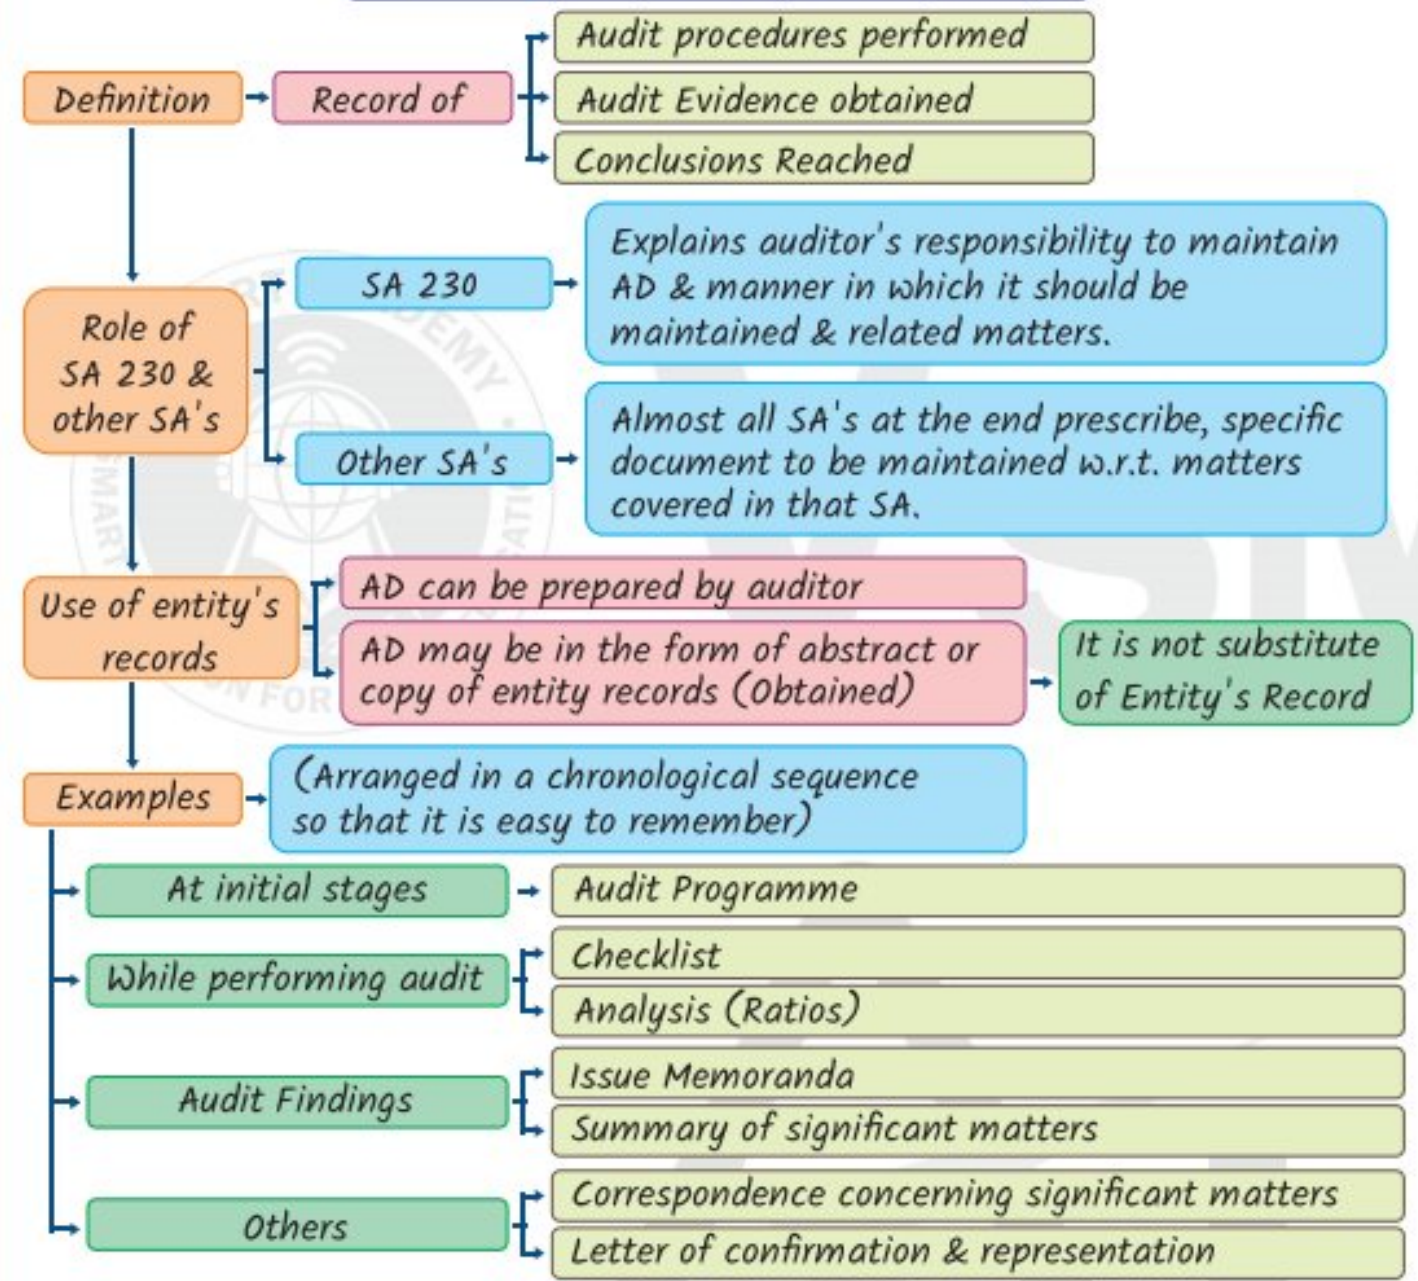 Definition
Record of
Audit procedures performed
Audit Evidence obtained
Conclusions Reached
Role of
SA 230 &
other SA's
SA 230
Explains auditor's responsibility to maintain
AD & manner in which it should be
maintained & related matters.
Other SA's
Almost all SA's at the end prescribe, specific
document to be maintained w.r.t. matters
covered in that SA.
Use of entity's
records
AD can be prepared by auditor
AD may be in the form of abstract or
copy of entity records (Obtained)
It is not substitute
of Entity's Record
Examples
(Arranged in a chronological sequence
so that it is easy to remember)
At initial stages
Audit Programme
While performing audit
Checklist
Analysis (Ratios)
Audit Findings
Issue Memoranda
Summary of significant matters
Others
Correspondence concerning significant matters
Letter of confirmation & representation